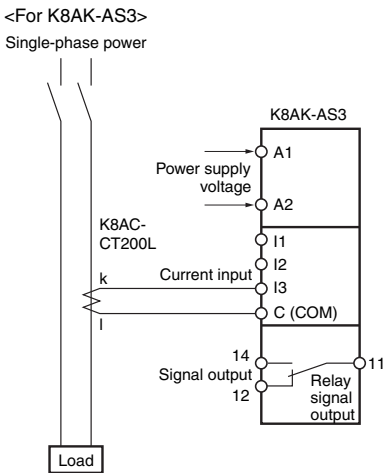 <For K8AK-AS3>
Single-phase power
K8AK-AS3
A1
Power supply
voltage
A2
K8AC-
CT200L
I1
I2
k
Current input
I3
C (COM)
l
14
11
Signal output
Relay
signal
output
12
Load